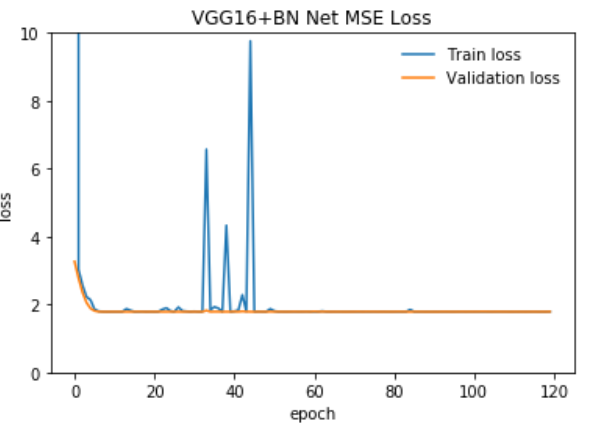 VGG16+BN Net MSE Loss
10
8
6
4
2
0
loss
Train loss
Validation loss
0 20 40 60 80 100 120
epoch